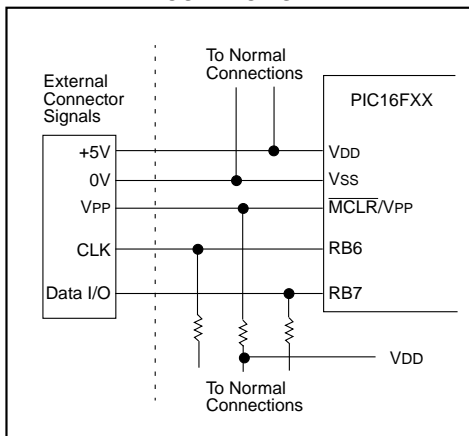 To Normal
Connections
External
Connector
Signals
PIC16FXX
+5V
VDD
0V
VSS
VPP
MCLR/VPP
CLK
RB6
Data I/O
RB7
VDD
To Normal
Connections